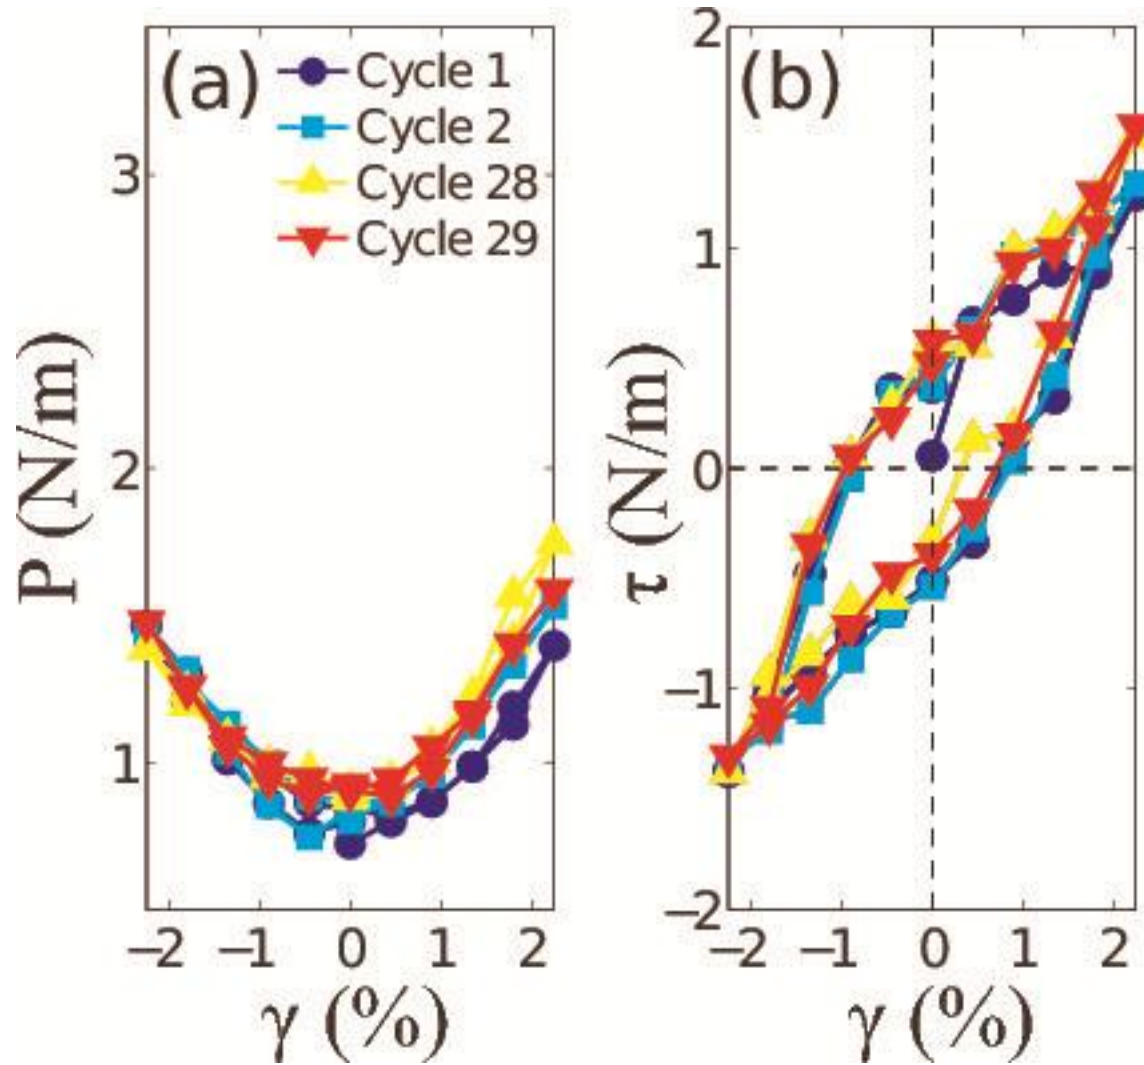 (a)
Cycle 1
Cycle 2
Cycle 28
Cycle 29
3
2
1
P (N/m)
−2 −1 0 1 2
γ (%)
(b)
2
1
0
−1
−2
τ (N/m)
−2 −1 0 1 2
γ (%)